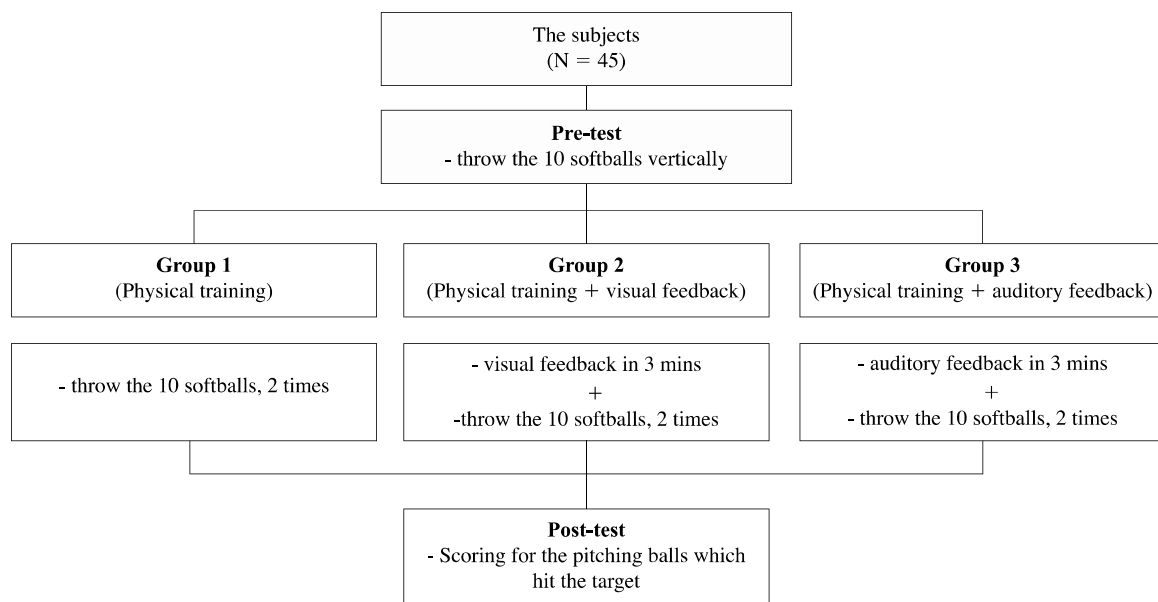 The subjects
(N = 45)
Pre-test
- throw the 10 softballs vertically
Group 1
(Physical training)
Group 2
(Physical training + visual feedback)
Group 3
(Physical training + auditory feedback)
- throw the 10 softballs, 2 times
- visual feedback in 3 mins
+
-throw the 10 softballs, 2 times
- auditory feedback in 3 mins
+
- throw the 10 softballs, 2 times
Post-test
- Scoring for the pitching balls which
hit the target